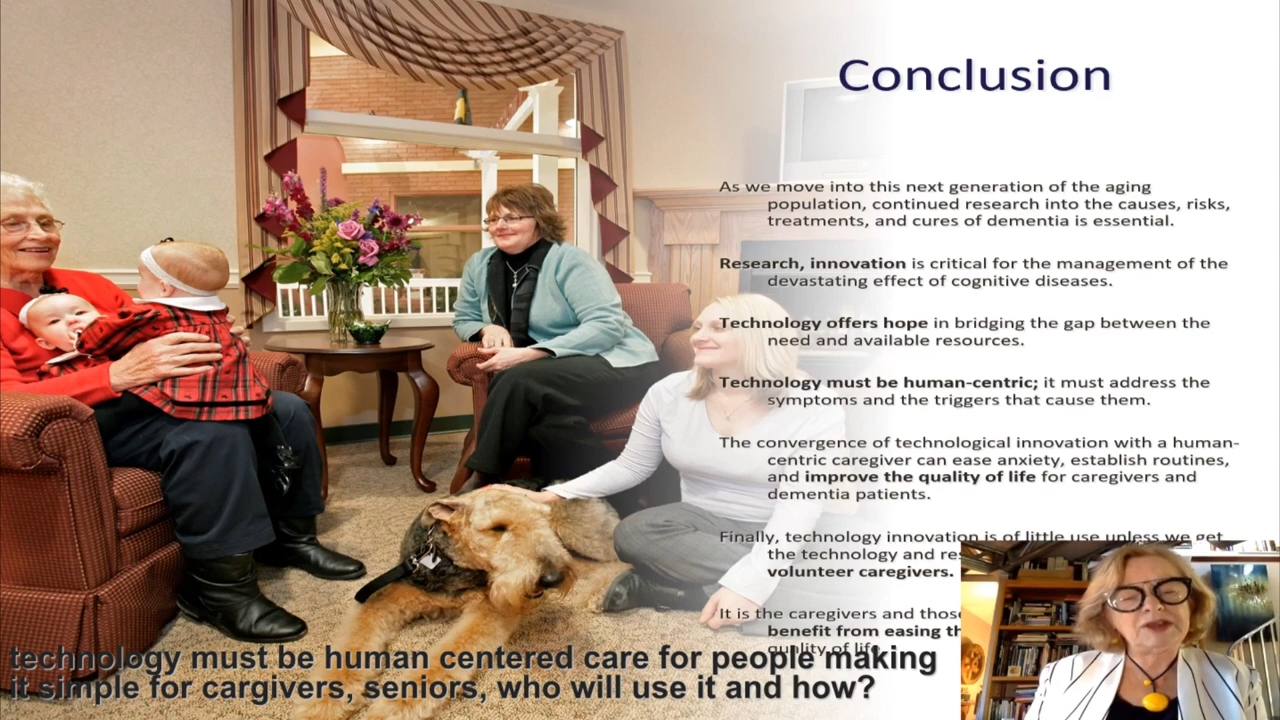 Conclusion
As we move into this next generation of the aging
population, continued research into the causes, risks,
treatments, and cures of dementia is essential.
Research, innovation is critical for the management of the
devastating effect of cognitive diseases.
Technology offers hope in bridging the gap between the
need and available resources.
Technology must be human-centric; it must address the
symptoms and the triggers that cause them.
The convergence of technological innovation with a human-
centric caregiver can ease anxiety, establish routines,
and improve the quality of life for caregivers and
dementia patients.
Finally, technology innovation is of little use unless we get
the technology and
volunteer caregivers.
It is the caregivers and
benefit from easing
quality of life
technology must be human centered care for people making
it simple for cargivers, seniors, who will use it and how?